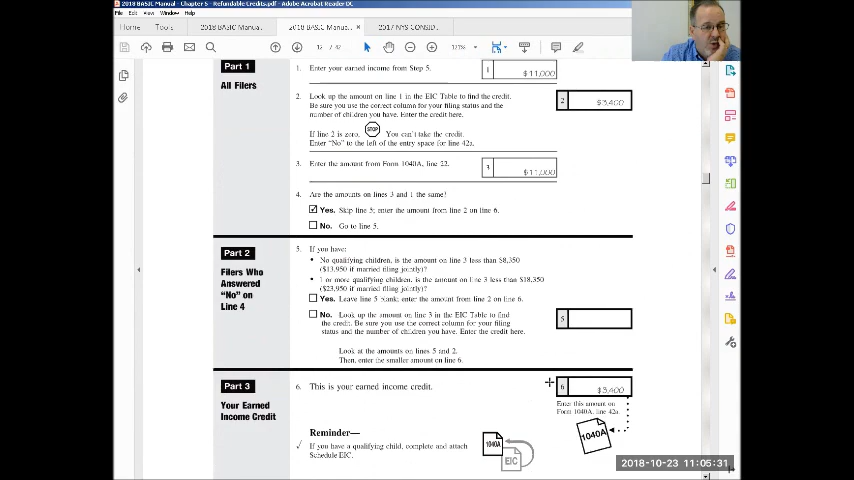 2018 BASIC Manual - Chapter 5 - Refundable Credits.pdf - Adobe Acrobat Reader DC
File Edit View Window Help
Home Tools 2018 BASIC Manua... 2018 BASIC Manu... × 2017 NYS CONSID...
12 / 42 121%
Part 1
All Filers
1. Enter your earned income from Step 5.
1 $11,000
2. Look up the amount on line 1 in the EIC Table to find the credit.
Be sure you use the correct column for your filing status and the
number of children you have. Enter the credit here.
2 $3,400
If line 2 is zero, STOP You can't take the credit.
Enter “No” to the left of the entry space for line 42a.
3. Enter the amount from Form 1040A, line 22.
3 $11,000
4. Are the amounts on lines 3 and 1 the same?
Yes. Skip line 5; enter the amount from line 2 on line 6.
No. Go to line 5.
Part 2
Filers Who
Answered
“No” on
Line 4
5. If you have:
• No qualifying children, is the amount on line 3 less than $8,350
($13,950 if married filing jointly)?
• 1 or more qualifying children, is the amount on line 3 less than $18,350
($23,950 if married filing jointly)?
Yes. Leave line 5 blank; enter the amount from line 2 on line 6.
No. Look up the amount on line 3 in the EIC Table to find
the credit. Be sure you use the correct column for your filing
status and the number of children you have. Enter the credit here.
5
Look at the amounts on lines 5 and 2.
Then, enter the smaller amount on line 6.
Part 3
Your Earned
Income Credit
6. This is your earned income credit.
6 $3,400
Enter this amount on
Form 1040A, line 42a.
1040A
Reminder—
√ If you have a qualifying child, complete and attach
Schedule EIC.
1040A
EIC
2018-10-23 11:05:31